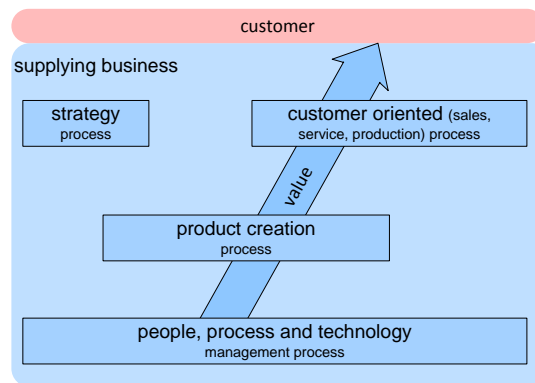 customer
supplying business
strategy
process
customer oriented (sales,
service, production) process
value
product creation
process
people, process and technology
management process